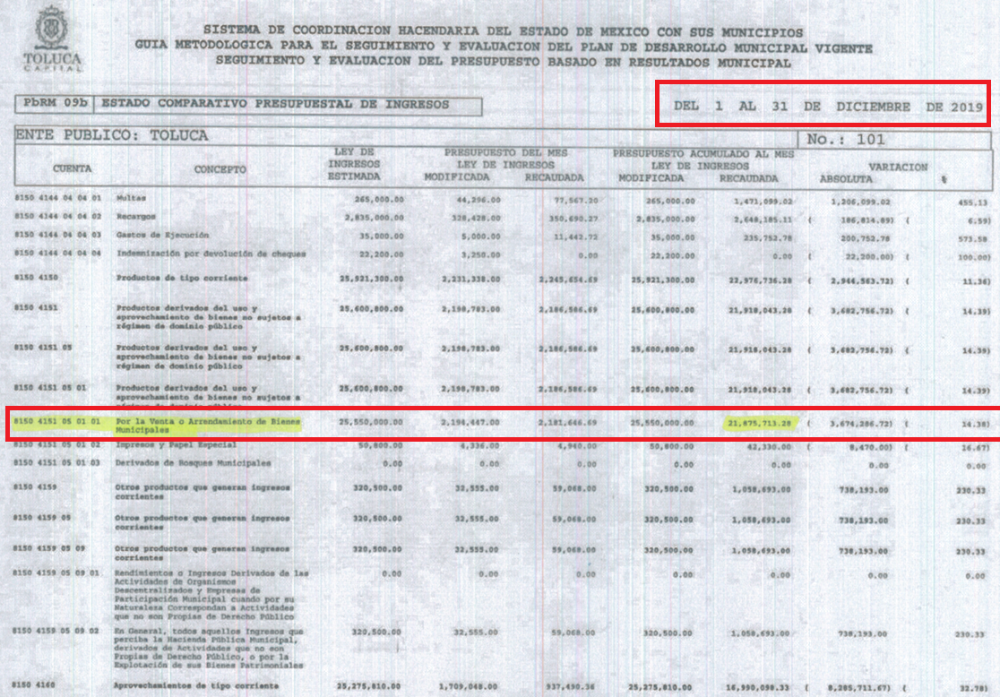 TOLUCA
CAPITAL
SISTEMA DE COORDINACION HACENDARIA DEL ESTADO DE MEXICO CON SUS MUNICIPIOS
GUIA METODOLOGICA PARA EL SEGUIMIENTO Y EVALUACION DEL PLAN DE DESARROLLO MUNICIPAL VIGENTE
SEGUIMIENTO Y EVALUACION DEL PRESUPUESTO BASADO EN RESULTADOS MUNICIPAL
PbRM 09b ESTADO COMPARATIVO PRESUPUESTAL DE INGRESOS
DEL 1 AL 31 DE DICIEMBRE DE 2019
ENTE PUBLICO: TOLUCA No.: 101
CUENTA CONCEPTO LEY DE INGRESOS ESTIMADA PRESUPUESTO DEL MES PRESUPUESTO ACUMULADO AL MES VARIACION
LEY DE INGRESOS MODIFICADA RECAUDADA LEY DE INGRESOS MODIFICADA RECAUDADA ABSOLUTA %
8150 4144 04 04 01 Multas 265,000.00 44,296.00 77,567.20 265,000.00 1,471,099.02 1,206,099.02 455.13
8150 4144 04 04 02 Recargos 2,835,000.00 328,428.00 350,690.27 2,835,000.00 2,648,185.11 ( 186,814.89) ( 6.59)
8150 4144 04 04 03 Gastos de Ejecución 35,000.00 5,000.00 11,442.72 35,000.00 235,752.78 200,752.78 573.58
8150 4144 04 04 04 Indemnización por devolución de cheques 22,200.00 3,250.00 0.00 22,200.00 0.00 ( 22,200.00) ( 100.00)
8150 4150 Productos de tipo corriente 25,921,300.00 2,231,338.00 2,245,654.69 25,921,300.00 22,976,736.28 ( 2,944,563.72) ( 11.36)
8150 4151 Productos derivados del uso y 25,600,800.00 2,198,783.00 2,186,586.69 25,600,800.00 21,918,043.28 ( 3,682,756.72) ( 14.39)
aprovechamiento de bienes no sujetos a
régimen de dominio público
8150 4151 05 Productos derivados del uso y 25,600,800.00 2,198,783.00 2,186,586.69 25,600,800.00 21,918,043.28 ( 3,682,756.72) ( 14.39)
aprovechamiento de bienes no sujetos a
régimen de dominio público
8150 4151 05 01 Productos derivados del uso y 25,600,800.00 2,198,783.00 2,186,586.69 25,600,800.00 21,918,043.28 ( 3,682,756.72) ( 14.39)
aprovechamiento de bienes no sujetos a
8150 4151 05 01 01 Por la Venta o Arrendamiento de Bienes 25,550,000.00 2,194,447.00 2,181,646.69 25,550,000.00 21,875,713.28 ( 3,674,286.72) ( 14.38)
Municipales
8150 4151 05 01 02 Impresos y Papel Especial 50,800.00 4,336.00 4,940.00 50,800.00 42,330.00 ( 8,470.00) ( 16.67)
8150 4151 05 01 03 Derivados de Bosques Municipales 0.00 0.00 0.00 0.00 0.00 0.00 0.00
8150 4159 Otros productos que generan ingresos 320,500.00 32,555.00 59,068.00 320,500.00 1,058,693.00 738,193.00 230.33
corrientes
8150 4159 05 Otros productos que generan ingresos 320,500.00 32,555.00 59,068.00 320,500.00 1,058,693.00 738,193.00 230.33
corrientes
8150 4159 05 09 Otros productos que generan ingresos 320,500.00 32,555.00 59,068.00 320,500.00 1,058,693.00 738,193.00 230.33
corrientes
8150 4159 05 09 01 Rendimientos o Ingresos Derivados de las 0.00 0.00 0.00 0.00 0.00 0.00 0.00
Actividades de Organismos
Descentralizados y Empresas de
Participación Municipal cuando por su
Naturaleza Correspondan a Actividades
que no son Propias de Derecho Público
8150 4159 05 09 02 En General, todos aquellos Ingresos que 320,500.00 32,555.00 59,068.00 320,500.00 1,058,693.00 738,193.00 230.33
perciba la Hacienda Pública Municipal,
derivados de Actividades que no son
Propias de Derecho Público, o por la
Explotación de sus Bienes Patrimoniales
8150 4160 Aprovechamientos de tipo corriente 25,275,810.00 1,709,048.00 937,490.36 25,275,810.00 16,990,098.33 ( 8,285,711.67) ( 32.78)